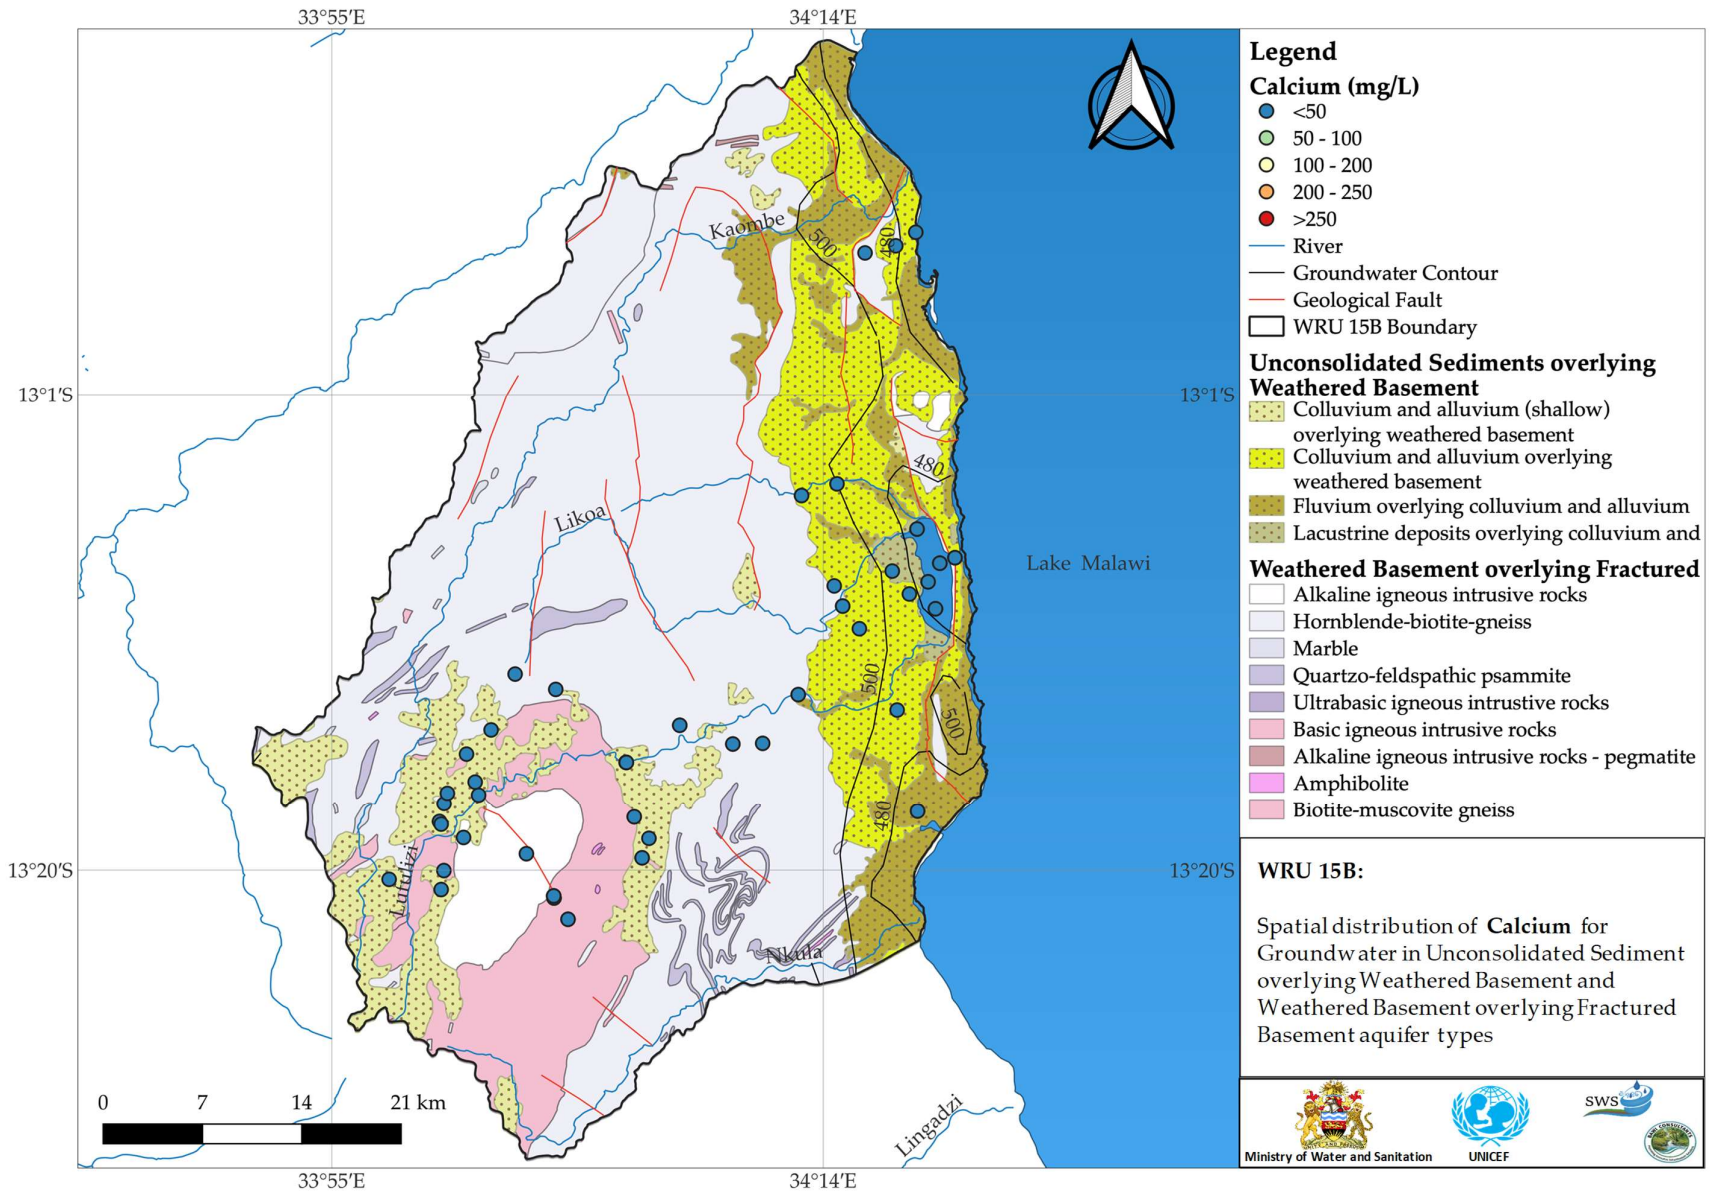 33°55'E
34°14'E
13°1'S
13°1'S
13°20'S
13°20'S
33°55'E
34°14'E
Kaombe
500
480
480
Likoa
Lake Malawi
500
500
480
Lufulizi
Nkula
Lingadzi
0 7 14 21 km
Legend
Calcium (mg/L)
<50
50 - 100
100 - 200
200 - 250
>250
River
Groundwater Contour
Geological Fault
WRU 15B Boundary
Unconsolidated Sediments overlying
Weathered Basement
Colluvium and alluvium (shallow)
overlying weathered basement
Colluvium and alluvium overlying
weathered basement
Fluvium overlying colluvium and alluvium
Lacustrine deposits overlying colluvium and
Weathered Basement overlying Fractured
Alkaline igneous intrusive rocks
Hornblende-biotite-gneiss
Marble
Quartzo-feldspathic psammite
Ultrabasic igneous intrustive rocks
Basic igneous intrusive rocks
Alkaline igneous intrusive rocks - pegmatite
Amphibolite
Biotite-muscovite gneiss
WRU 15B:
Spatial distribution of Calcium for
Groundwater in Unconsolidated Sediment
overlying Weathered Basement and
Weathered Basement overlying Fractured
Basement aquifer types
Ministry of Water and Sanitation
UNICEF
SWS